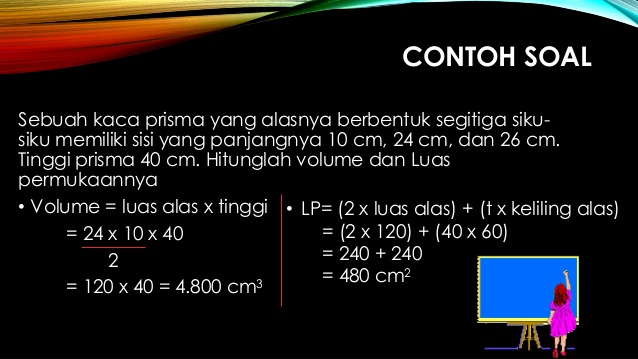 CONTOH SOAL
Sebuah kaca prisma yang alasnya berbentuk segitiga siku-
siku memiliki sisi yang panjangnya 10 cm, 24 cm, dan 26 cm.
Tinggi prisma 40 cm. Hitunglah volume dan Luas
permukaannya
• Volume = luas alas x tinggi
= 24 x 10 x 40
2
= 120 x 40 = 4.800 cm³
• LP= (2 x luas alas) + (t x keliling alas)
= (2 x 120) + (40 x 60)
= 240 + 240
= 480 cm²